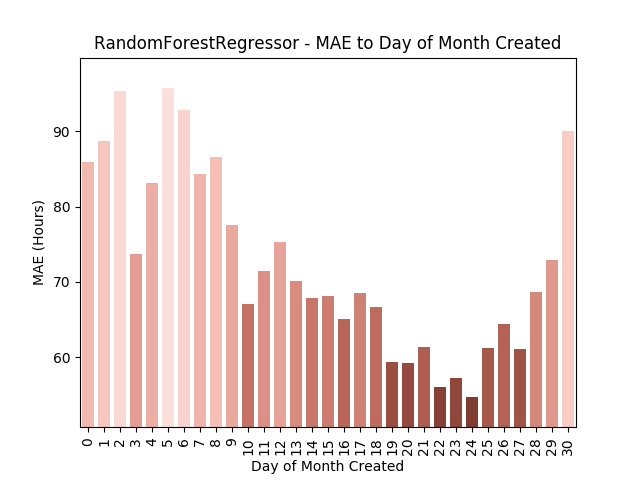 RandomForestRegressor - MAE to Day of Month Created
90
80
70
60
MAE (Hours)
0 1 2 3 4 5 6 7 8 9 10 11 12 13 14 15 16 17 18 19 20 21 22 23 24 25 26 27 28 29 30
Day of Month Created